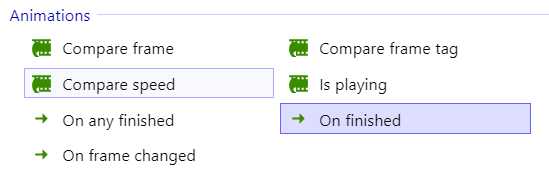 Animations
Compare frame
Compare frame tag
Compare speed
Is playing
On any finished
On finished
On frame changed